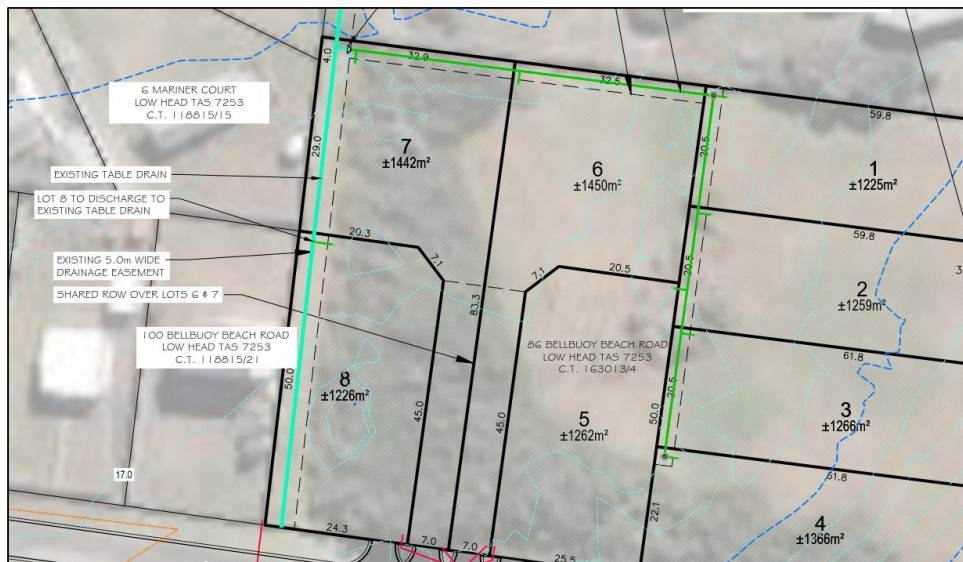 6 MARINER COURT
LOW HEAD TAS 7253
C.T. 118815/15
EXISTING TABLE DRAIN
LOT 8 TO DISCHARGE TO
EXISTING TABLE DRAIN
EXISTING 5.0m WIDE
DRAINAGE EASEMENT
SHARED ROW OVER LOTS 6 & 7
100 BELLBUOY BEACH ROAD
LOW HEAD TAS 7253
C.T. 118815/21
17.0
4.0
29.0
32.9
32.5
7
±1442m²
6
±1450m²
20.5
59.8
1
±1225m²
20.3
7.1
7.1
20.5
83.3
20.5
59.8
3
2
±1259m²
86 BELLBUOY BEACH ROAD
LOW HEAD TAS 7253
C.T. 163013/4
61.8
50.0
8
±1226m²
45.0
45.0
5
±1262m²
20.5
50.0
3
±1266m²
61.8
24.3
7.0
7.0
25.5
22.1
4
±1366m²